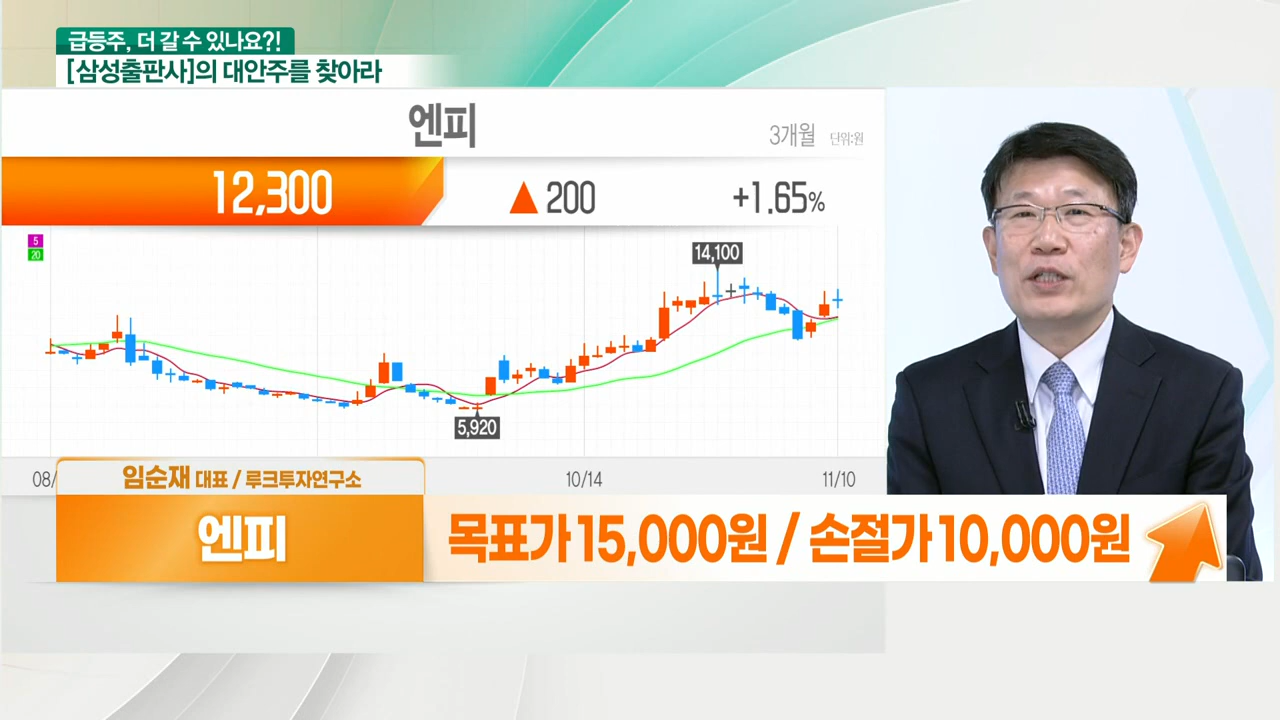 급등주, 더 갈 수 있나요?!
[삼성출판사]의 대안주를 찾아라
엔피
3개월 단위:원
12,300 ▲200 +1.65%
5
20
14,100
5,920
08/
10/14
11/10
임순재 대표 / 루크투자연구소
엔피
목표가 15,000원 / 손절가 10,000원